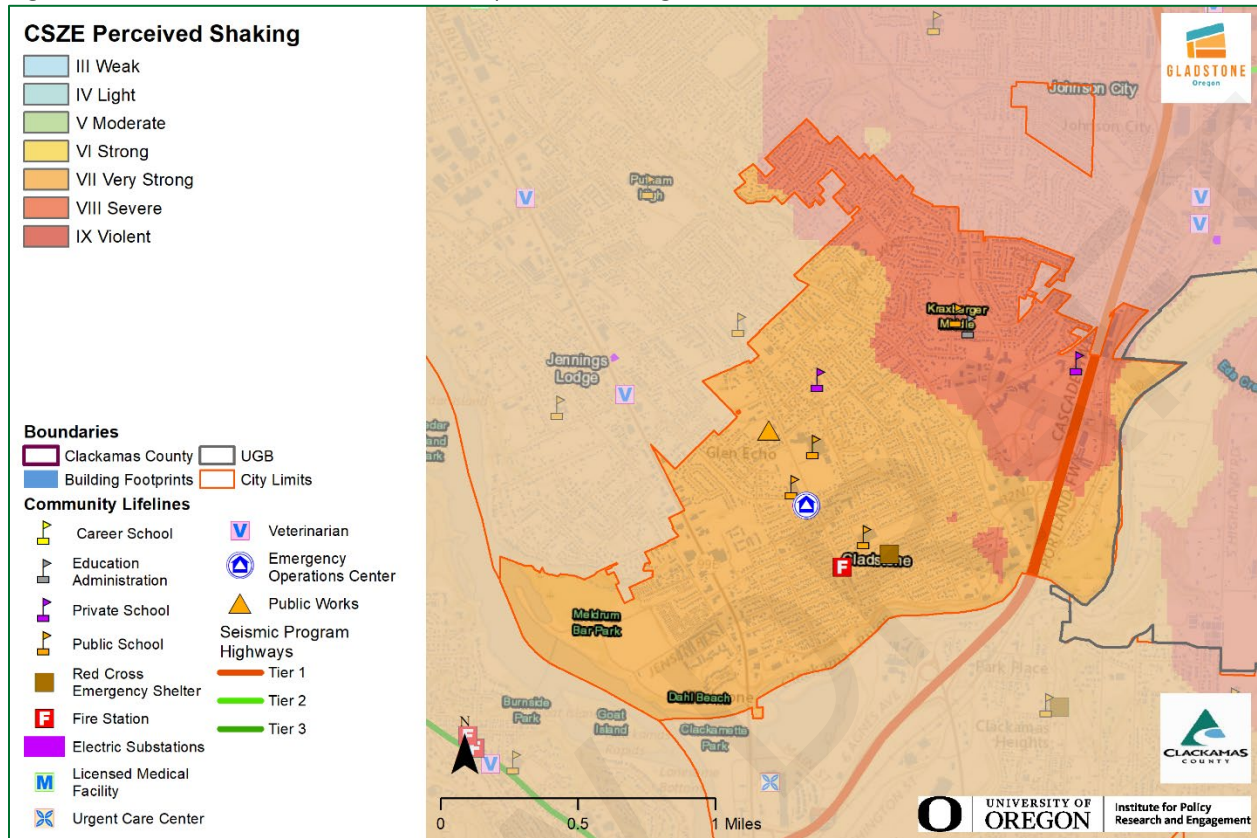 CSZE Perceived Shaking
III Weak
IV Light
V Moderate
VI Strong
VII Very Strong
VIII Severe
IX Violent
Boundaries
Clackamas County
UGB
Building Footprints
City Limits
Community Lifelines
Career School
Education
Administration
Private School
Public School
Red Cross
Emergency Shelter
Fire Station
F
Electric Substations
Licensed Medical
Facility
M
Urgent Care Center
Veterinarian
V
Emergency
Operations Center
Public Works
Seismic Program
Highways
Tier 1
Tier 2
Tier 3
GLADSTONE
Oregon
Johnson City
Johnson City
Putnam
High
V
V
V
Kraxberger
Middle
Jennings
Lodge
V
Glen Echo
CASCADE
PORTLAND FWY
Gladstone
F
Meldrum
Bar Park
Dahl Beach
Burnside
Park
Goat
Island
Clackamette
Park
Park Place
Clackamas
Heights
N
V
0 0.5 1 Miles
CLACKAMAS
COUNTY
O
UNIVERSITY OF
OREGON
Institute for Policy
Research and Engagement